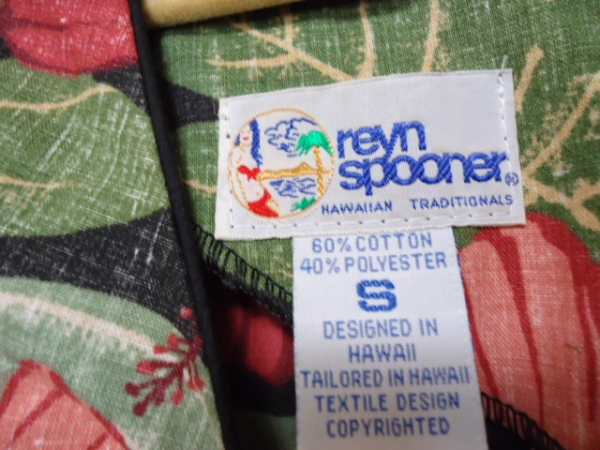 reyn
spooner®
HAWAIIAN TRADITIONALS
60% COTTON
40% POLYESTER
S
DESIGNED IN
HAWAII
TAILORED IN HAWAII
TEXTILE DESIGN
COPYRIGHTED